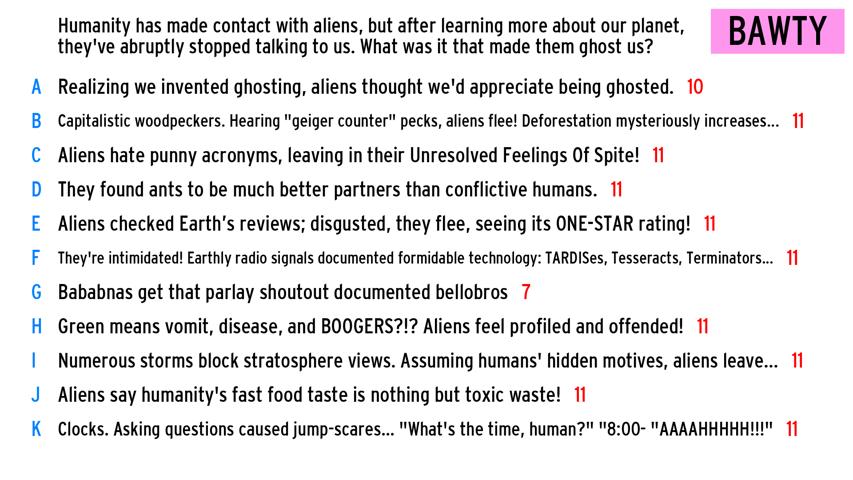 Humanity has made contact with aliens, but after learning more about our planet,
they've abruptly stopped talking to us. What was it that made them ghost us?
BAWTY
A Realizing we invented ghosting, aliens thought we'd appreciate being ghosted. 10
B Capitalistic woodpeckers. Hearing "geiger counter" pecks, aliens flee! Deforestation mysteriously increases... 11
C Aliens hate punny acronyms, leaving in their Unresolved Feelings Of Spite! 11
D They found ants to be much better partners than conflictive humans. 11
E Aliens checked Earth’s reviews; disgusted, they flee, seeing its ONE-STAR rating! 11
F They're intimidated! Earthly radio signals documented formidable technology: TARDISes, Tesseracts, Terminators... 11
G Bababnas get that parlay shoutout documented bellobros 7
H Green means vomit, disease, and BOOGERS?!? Aliens feel profiled and offended! 11
I Numerous storms block stratosphere views. Assuming humans' hidden motives, aliens leave... 11
J Aliens say humanity's fast food taste is nothing but toxic waste! 11
K Clocks. Asking questions caused jump-scares... "What's the time, human?" "8:00- "AAAAHHHHH!!!" 11